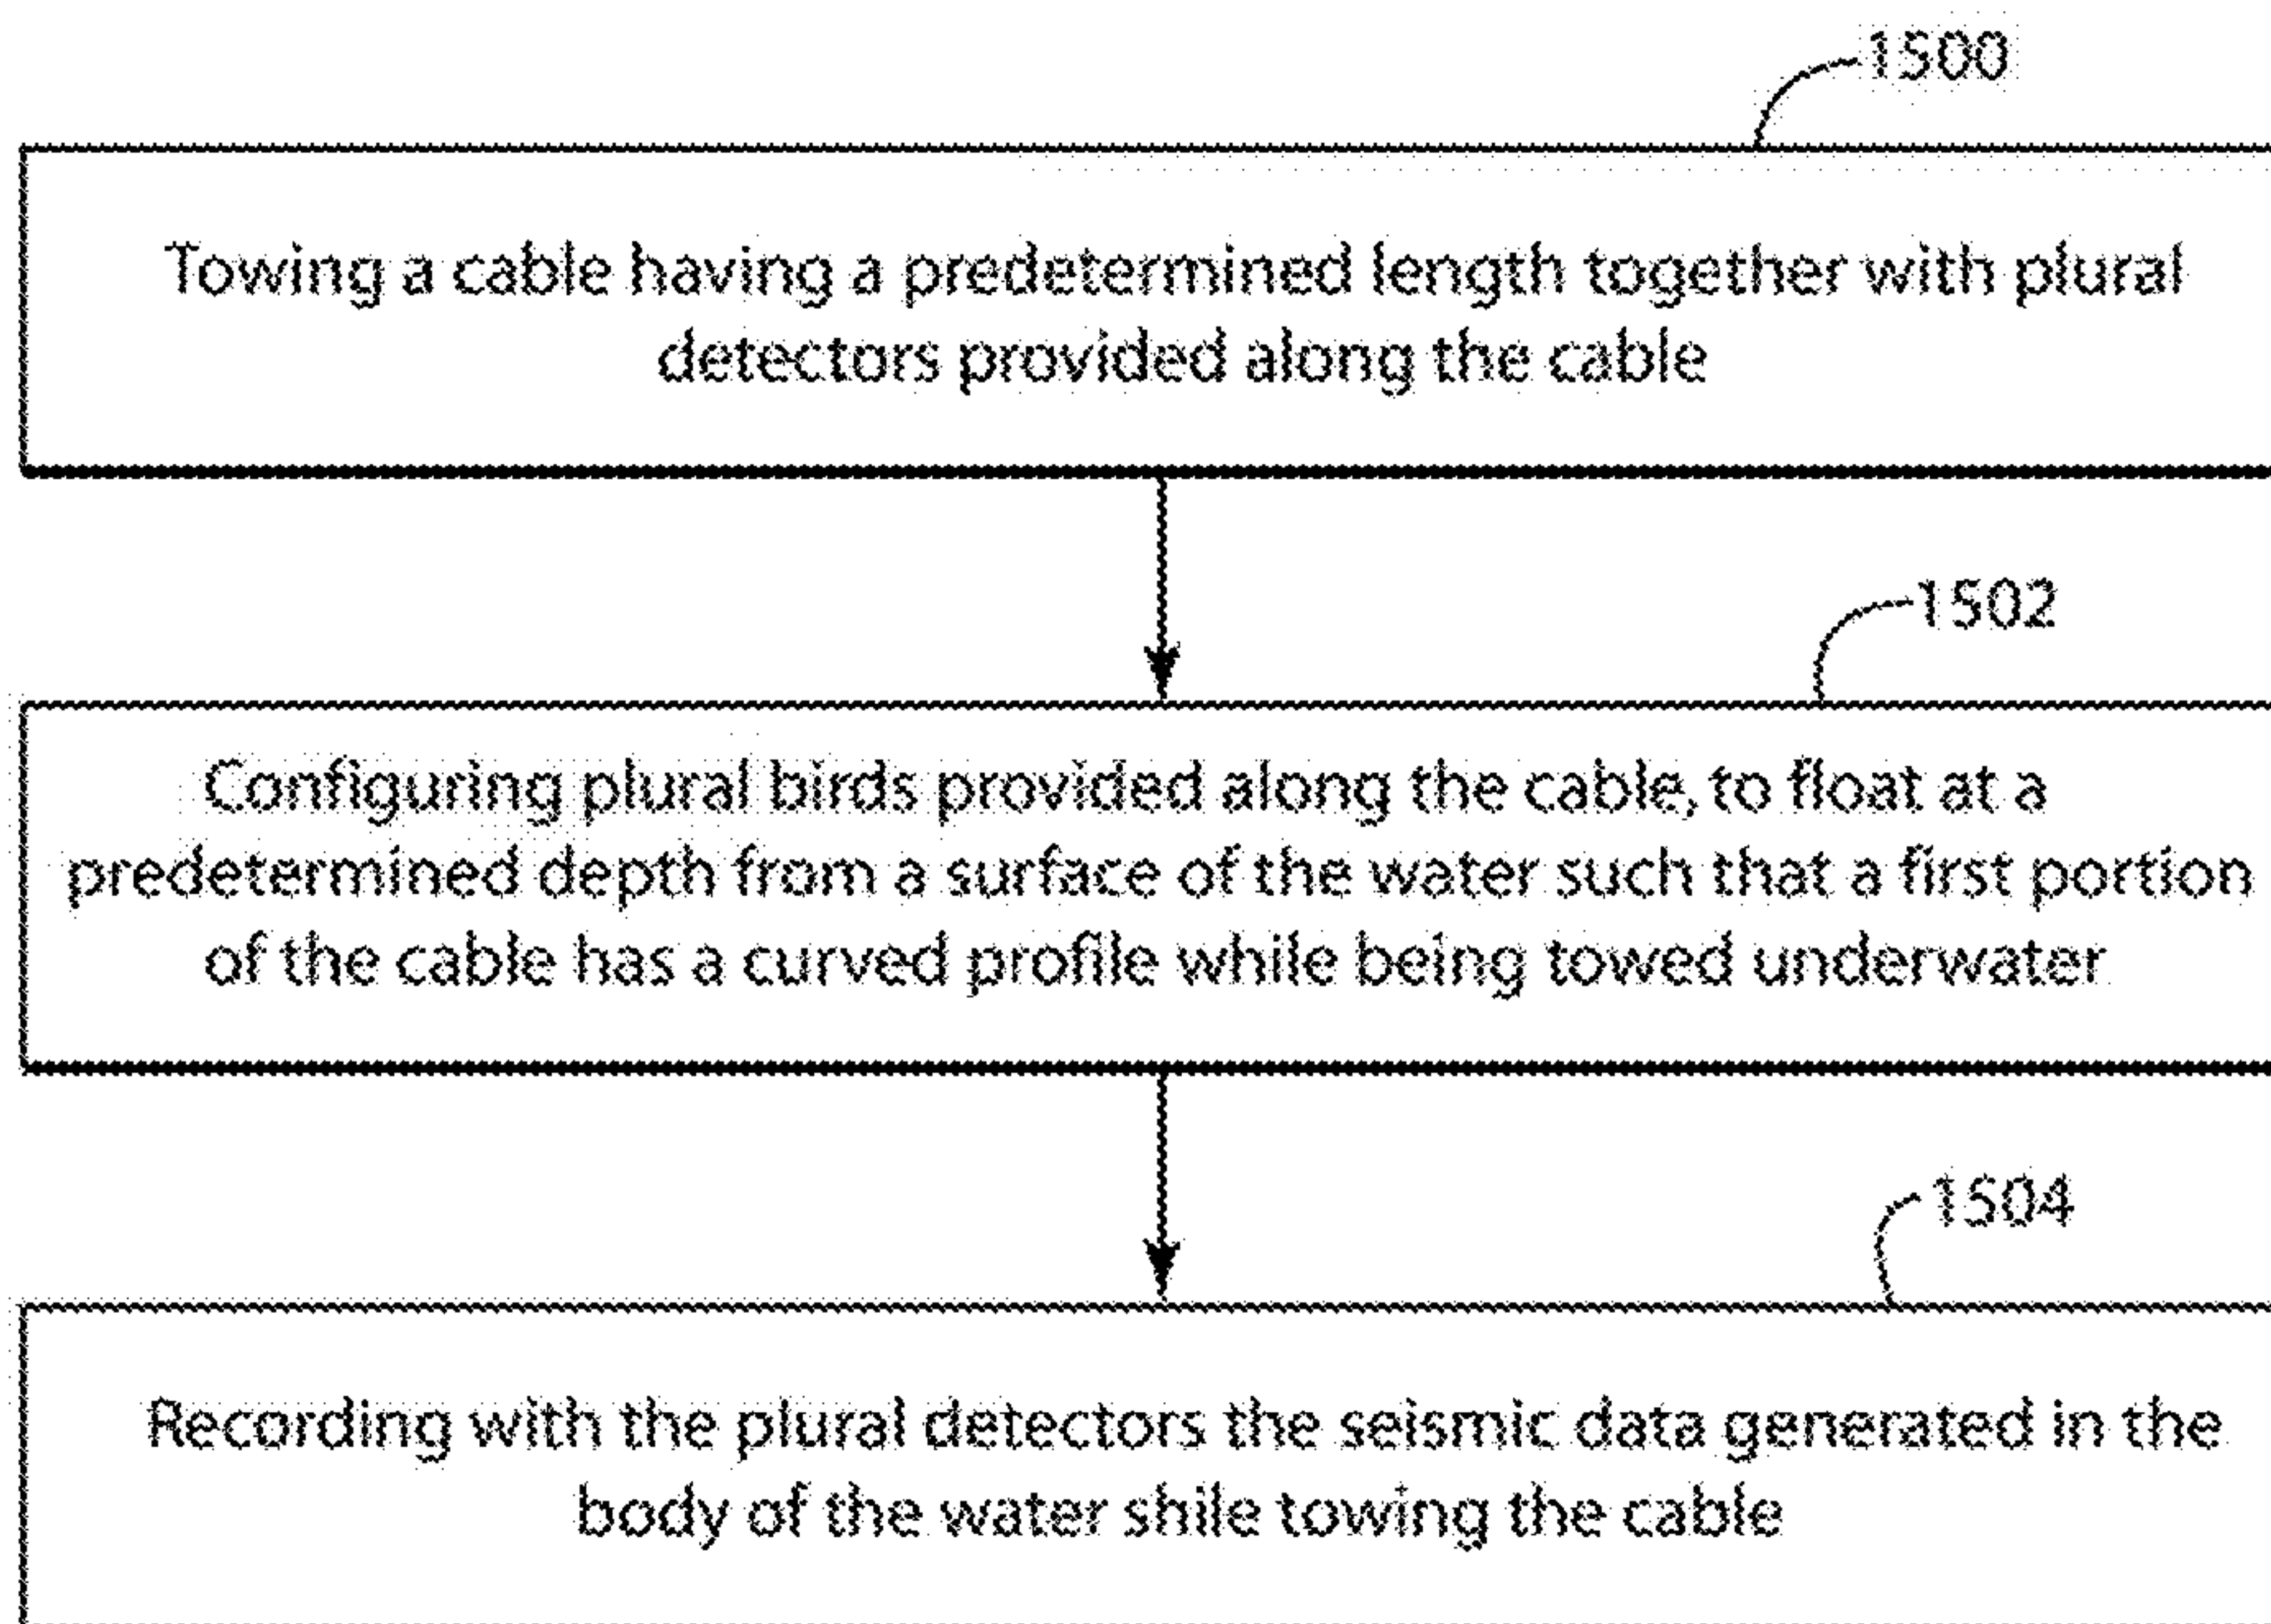 1500
Towing a cable having a predetermined length together with plural
detectors provided along the cable
1502
Configuring plural birds provided along the cable, to float at a
predetermined depth from a surface of the water such that a first portion
of the cable has a curved profile while being towed underwater
1504
Recording with the plural detectors the seismic data generated in the
body of the water shile towing the cable